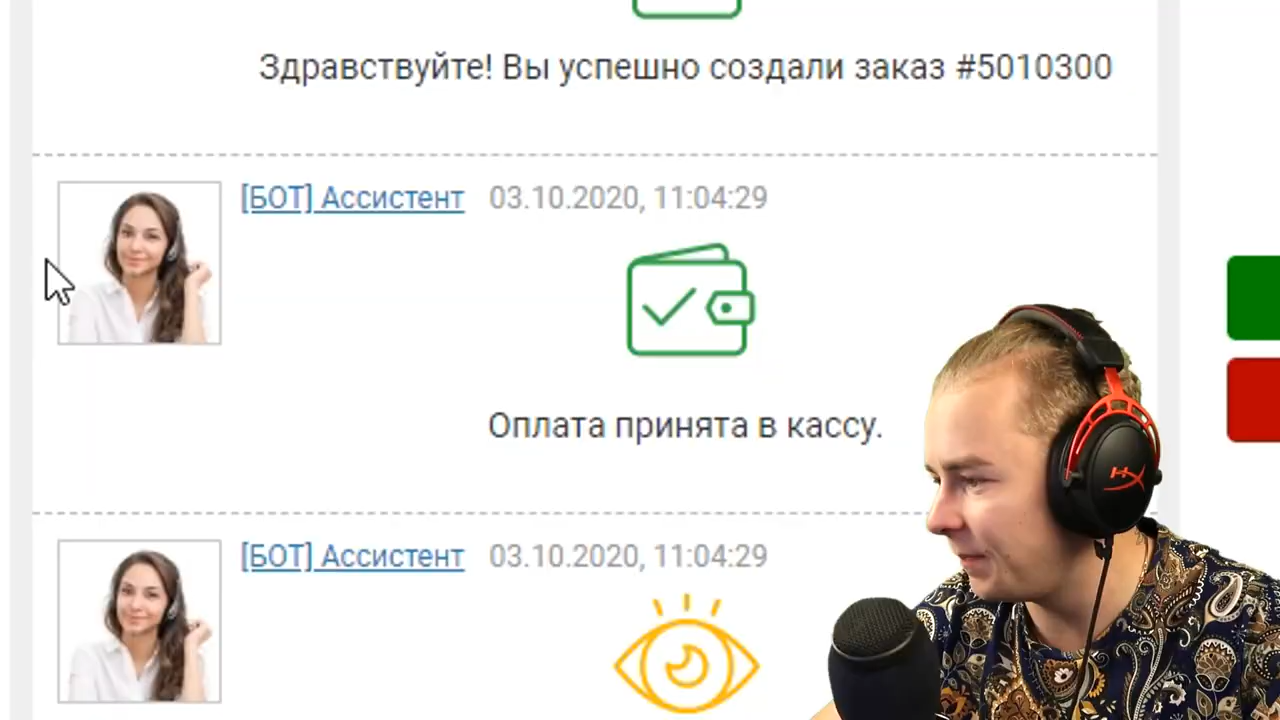 Здравствуйте! Вы успешно создали заказ #5010300
[БОТ] Ассистент 03.10.2020, 11:04:29
Оплата принята в кассу.
[БОТ] Ассистент 03.10.2020, 11:04:29